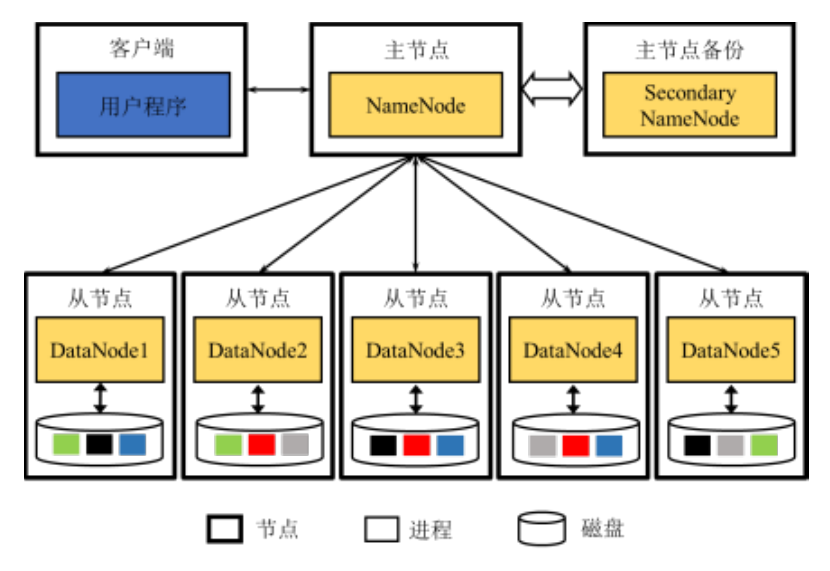 客户端
主节点
主节点备份
用户程序
NameNode
Secondary
NameNode
从节点
从节点
从节点
从节点
从节点
DataNode1
DataNode2
DataNode3
DataNode4
DataNode5
节点
进程
磁盘